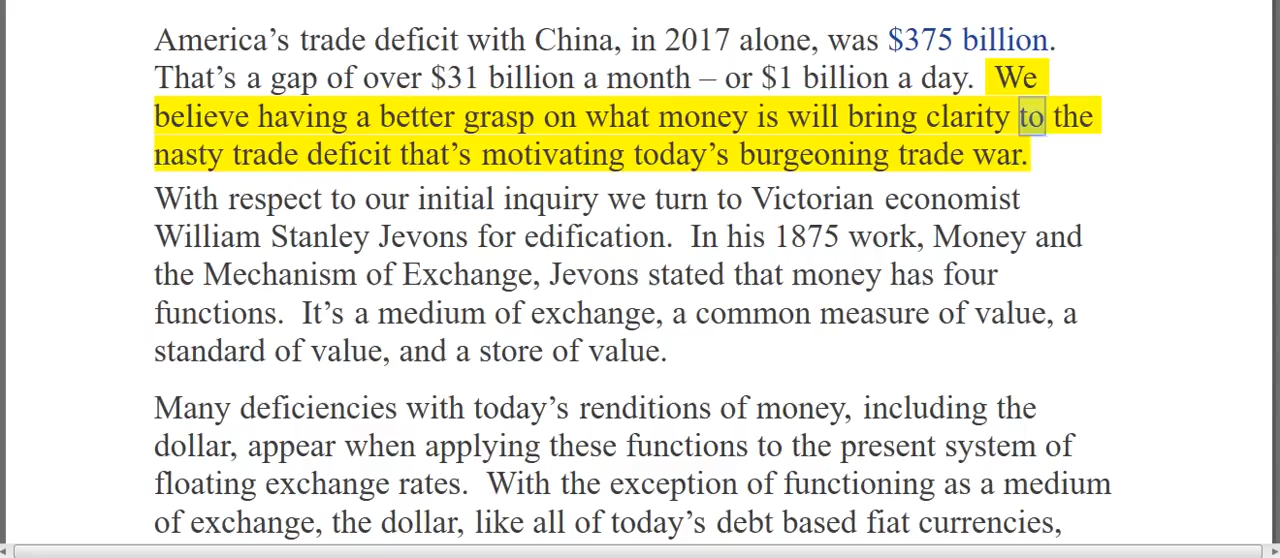 America’s trade deficit with China, in 2017 alone, was $375 billion.
That’s a gap of over $31 billion a month – or $1 billion a day.  We
believe having a better grasp on what money is will bring clarity to the
nasty trade deficit that’s motivating today’s burgeoning trade war.
With respect to our initial inquiry we turn to Victorian economist
William Stanley Jevons for edification.  In his 1875 work, Money and
the Mechanism of Exchange, Jevons stated that money has four
functions.  It’s a medium of exchange, a common measure of value, a
standard of value, and a store of value.
Many deficiencies with today’s renditions of money, including the
dollar, appear when applying these functions to the present system of
floating exchange rates.  With the exception of functioning as a medium
of exchange, the dollar, like all of today’s debt based fiat currencies,